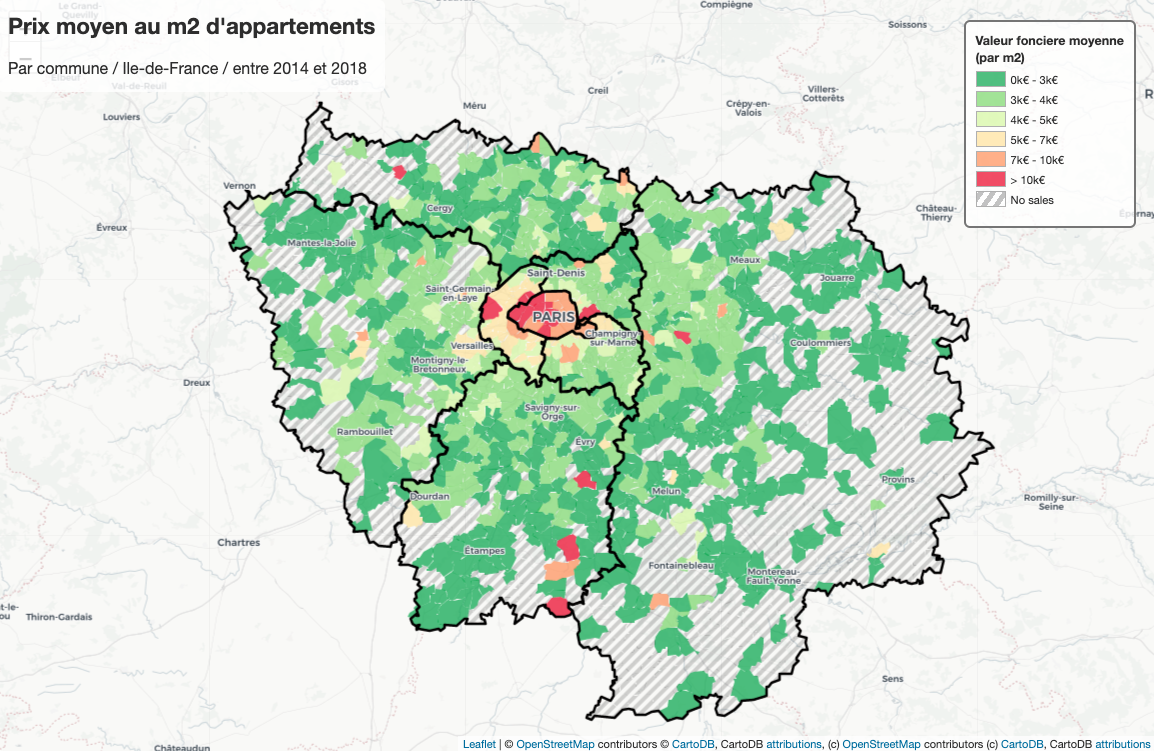 Le Grand-
Quevilly
Compiègne
Prix moyen au m2 d'appartements
Soissons
Par commune / Ile-de-France / entre 2014 et 2018
Elbeuf
Val-de-Reuil
Gisors
Louviers
Méru
Creil
Crépy-en-
Valois
Villers-
Cotterêts
Valeur fonciere moyenne
(par m2)
0k€ - 3k€
3k€ - 4k€
4k€ - 5k€
5k€ - 7k€
7k€ - 10k€
> 10k€
No sales
R
Vernon
Cergy
Château-
Thierry
Épernay
Évreux
Mantes-la-Jolie
Meaux
Saint-Denis
Jouarre
Saint-Germain-
en-Laye
PARIS
Champigny-
sur-Marne
Coulommiers
Versailles
Montigny-le-
Bretonneux
Dreux
Savigny-sur-
Orge
Rambouillet
Évry
Provins
Melun
Dourdan
Romilly-sur-
Seine
Chartres
Étampes
Fontainebleau
Montereau-
Fault-Yonne
t-le-
ou
Thiron-Gardais
Sens
Châteaudun
Leaflet | © OpenStreetMap contributors © CartoDB, CartoDB attributions, (c) OpenStreetMap contributors (c) CartoDB, CartoDB attributions